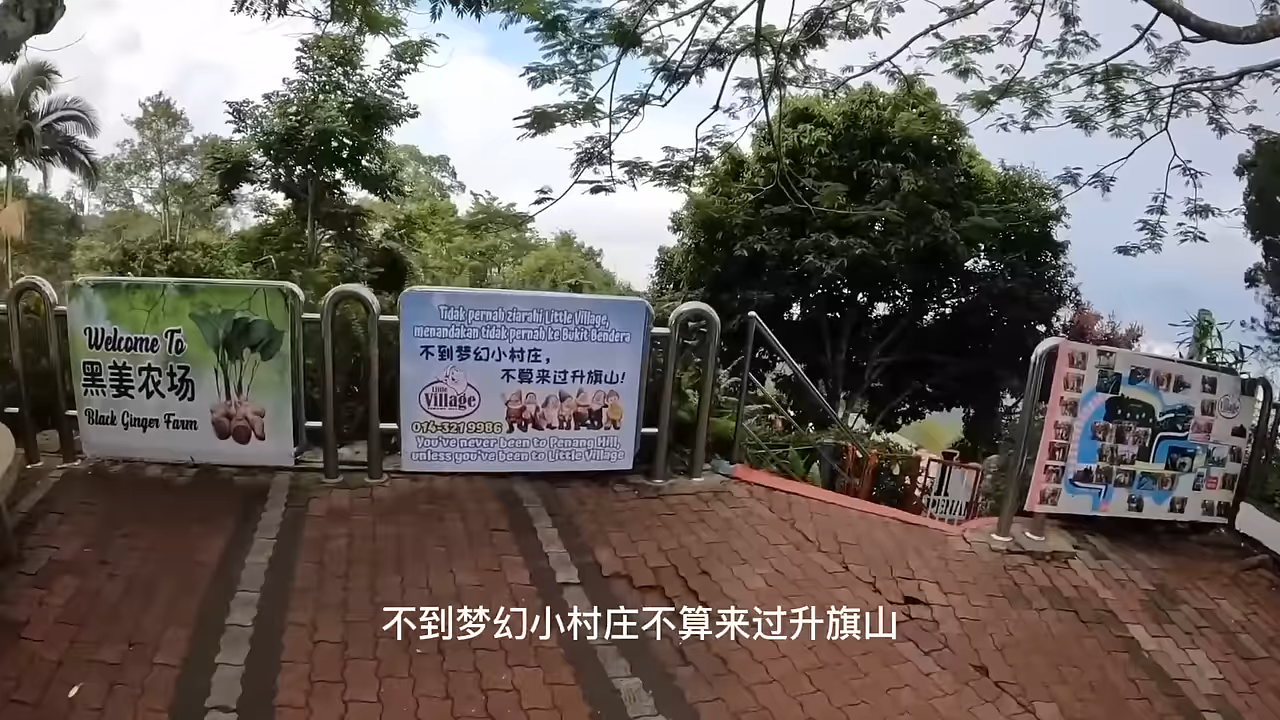 Welcome To
黑姜农场
Black Ginger Farm
Tidak pernah ziarahi Little Village,
menandakan tidak pernah ke Bukit Bendera
不到梦幻小村庄，
不算来过升旗山！
Little
Village
014-321 9986
You've never been to Penang Hill,
unless you've been to Little Village
不到梦幻小村庄不算来过升旗山